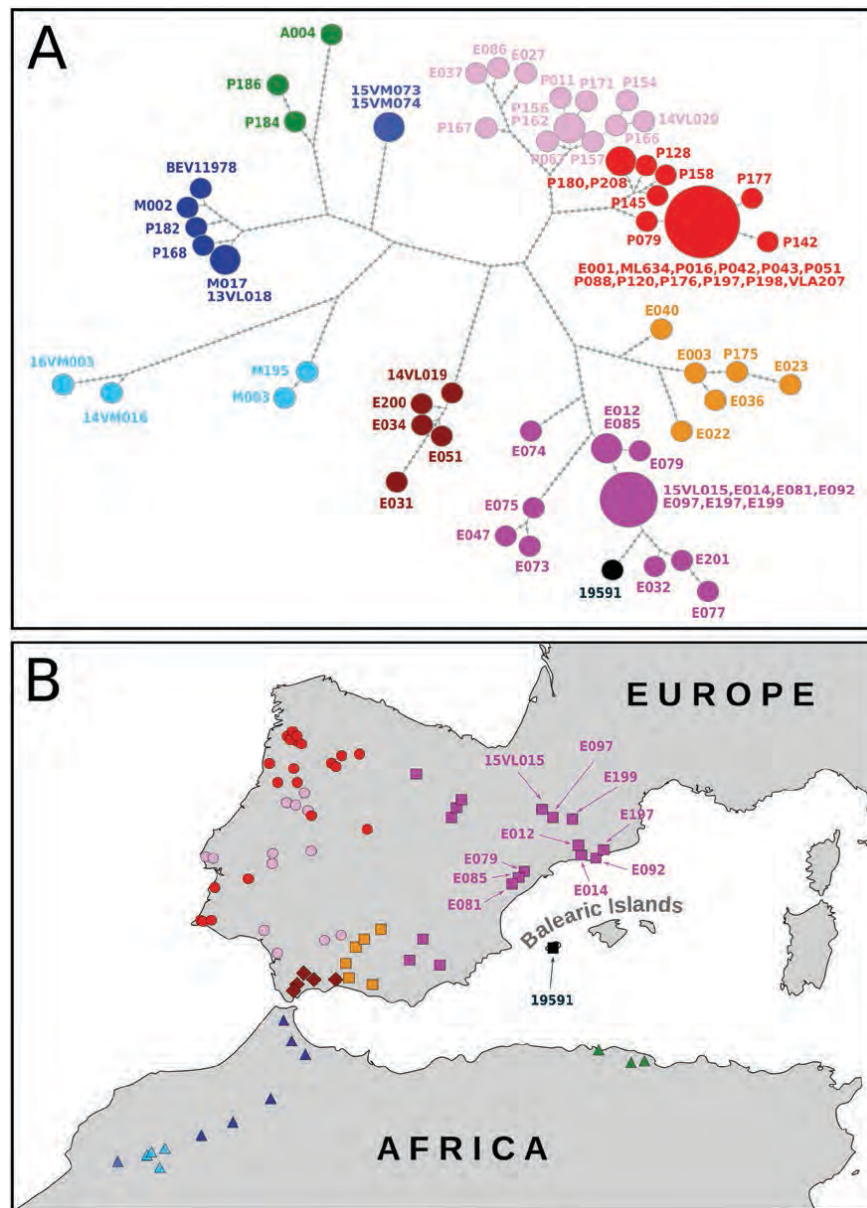 A
A004
E086
E027
E037
P186
15VM073
15VM074
P011
P171
P154
P156
P162
14VL029
P184
P167
P166
P067
P157
P128
BEV11978
P180,P208
P158
M002
P145
P177
P182
P079
P142
P168
M017
13VL018
E001,ML634,P016,P042,P043,P051
P088,P120,P176,P197,P198,VLA207
E040
16VM003
M195
14VL019
E003
P175
E023
14VM016
M003
E200
E036
E034
E012
E085
E022
E051
E074
E079
E031
15VL015,E014,E081,E092
E097,E197,E199
E075
E047
E073
E201
19591
E032
E077
B
EUROPE
E097
15VL015
E199
E012
E197
E079
E085
E092
E014
E081
Balearic Islands
19591
AFRICA